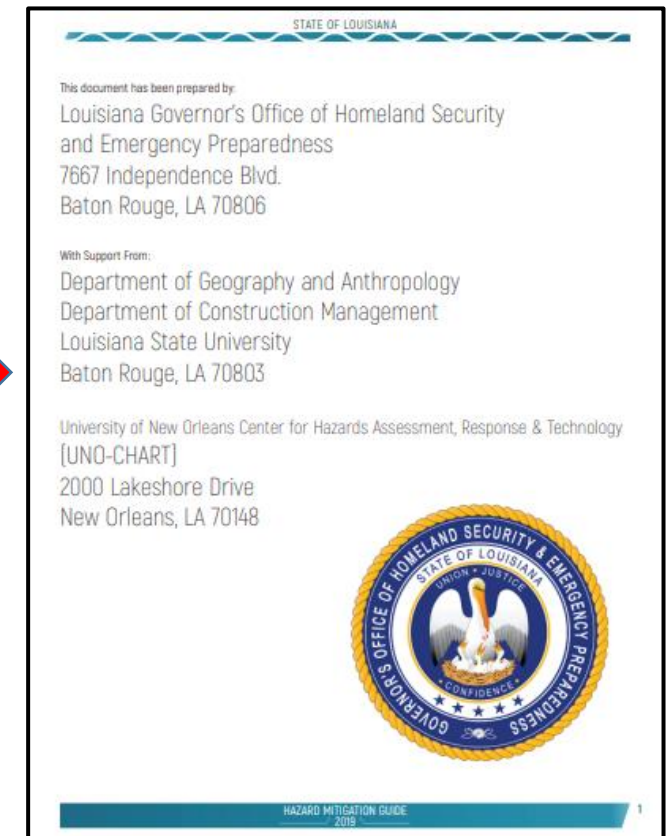 STATE OF LOUISIANA
This document has been prepared by:
Louisiana Governor's Office of Homeland Security
and Emergency Preparedness
7667 Independence Blvd.
Baton Rouge, LA 70806
With Support From:
Department of Geography and Anthropology
Department of Construction Management
Louisiana State University
Baton Rouge, LA 70803
University of New Orleans Center for Hazards Assessment, Response & Technology
(UNO-CHART)
2000 Lakeshore Drive
New Orleans, LA 70148
GOVERNOR'S OFFICE OF HOMELAND SECURITY & EMERGENCY PREPAREDNESS
STATE OF LOUISIANA
UNION • JUSTICE
• CONFIDENCE •
HAZARD MITIGATION GUIDE
2019
1